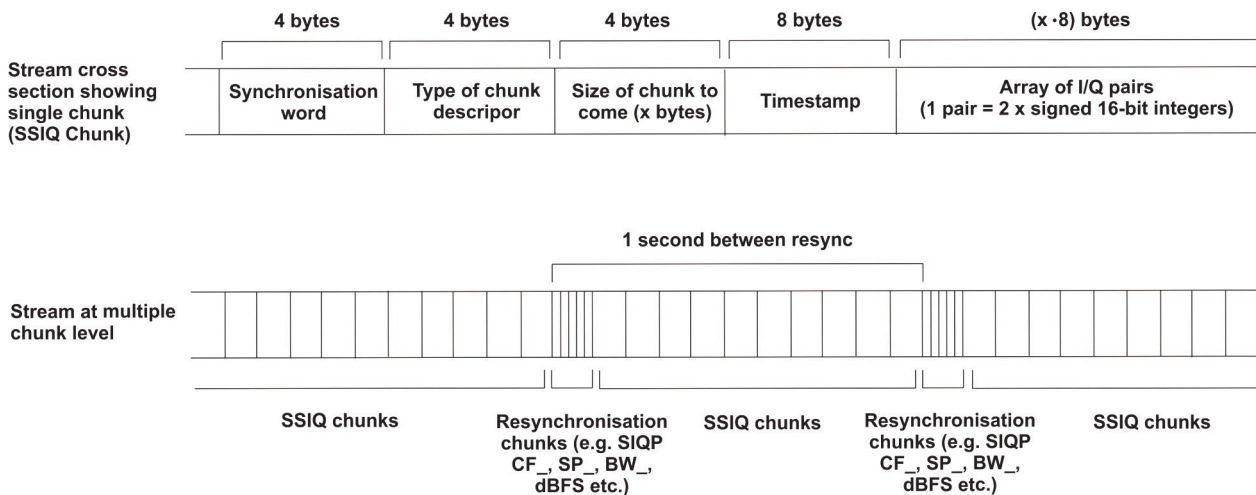 4 bytes
4 bytes
4 bytes
8 bytes
(x ·8) bytes
Stream cross
section showing
single chunk
(SSIQ Chunk)
Synchronisation
word
Type of chunk
descripor
Size of chunk to
come (x bytes)
Timestamp
Array of I/Q pairs
(1 pair = 2 x signed 16-bit integers)
1 second between resync
Stream at multiple
chunk level
SSIQ chunks
Resynchronisation
chunks (e.g. SIQP
CF_, SP_, BW_,
dBFS etc.)
SSIQ chunks
Resynchronisation
chunks (e.g. SIQP
CF_, SP_, BW_,
dBFS etc.)
SSIQ chunks